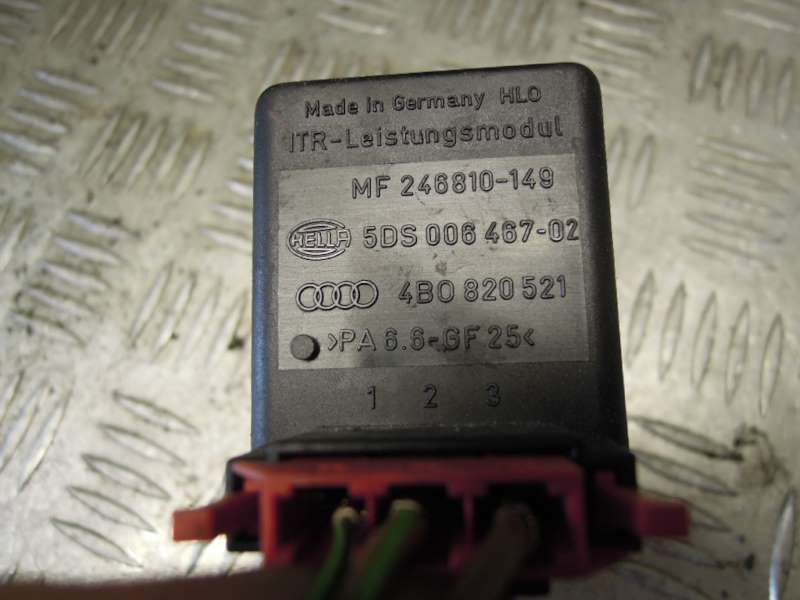 Made in Germany HLO
ITR-Leistungsmodul
MF 246810-149
HELLA 5DS 006 467-02
4B0 820 521
>PA 6.6-GF 25<
1 2 3